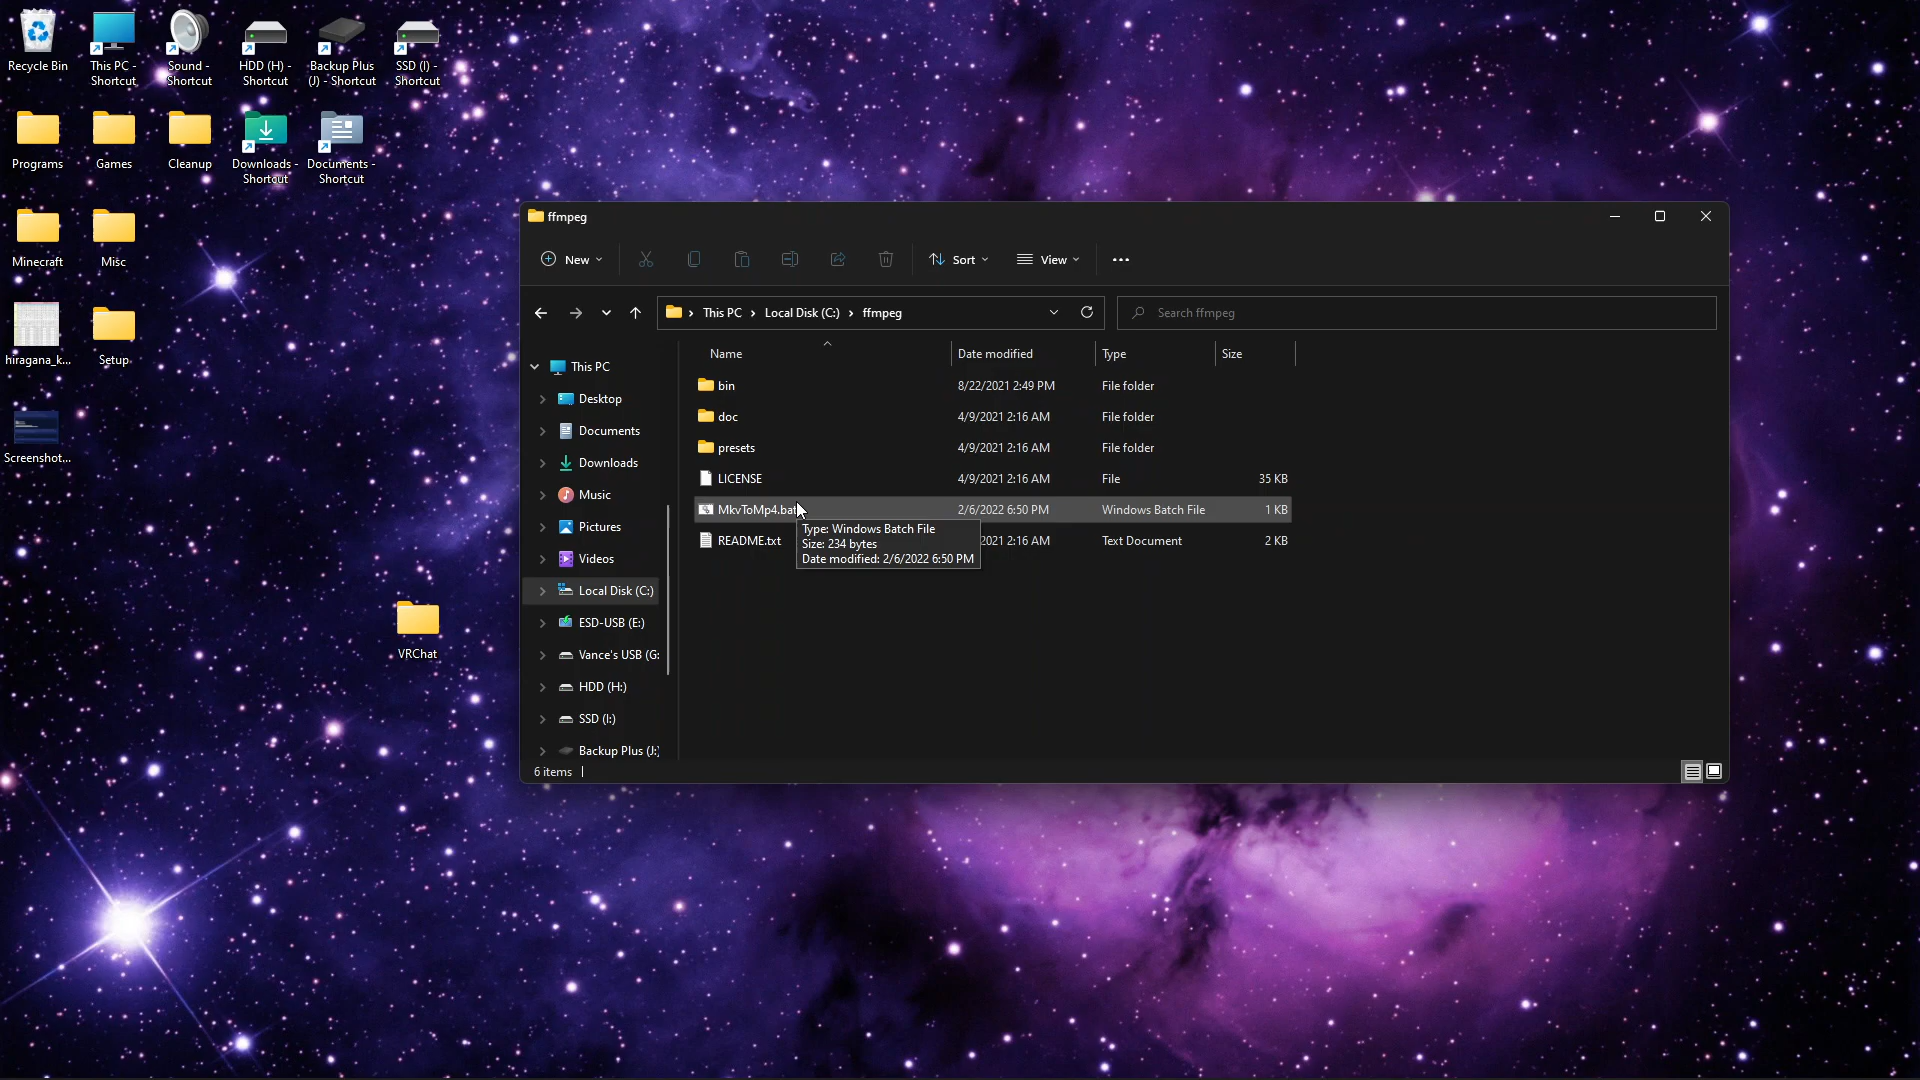 Recycle Bin
This PC -
Shortcut
Sound -
Shortcut
HDD (H) -
Shortcut
Backup Plus
(J) - Shortcut
SSD (I) -
Shortcut
Programs
Games
Cleanup
Downloads -
Shortcut
Documents -
Shortcut
Minecraft
Misc
hiragana_k...
Setup
Screenshot...
VRChat
ffmpeg
New
Sort
View
This PC > Local Disk (C:) > ffmpeg
Search ffmpeg
This PC
Desktop
Documents
Downloads
Music
Pictures
Videos
Local Disk (C:)
ESD-USB (E:)
Vance's USB (G:
HDD (H:)
SSD (I:)
Backup Plus (J:)
Name Date modified Type Size
bin 8/22/2021 2:49 PM File folder
doc 4/9/2021 2:16 AM File folder
presets 4/9/2021 2:16 AM File folder
LICENSE 4/9/2021 2:16 AM File 35 KB
MkvToMp4.bat 2/6/2022 6:50 PM Windows Batch File 1 KB
README.txt 2021 2:16 AM Text Document 2 KB
Type: Windows Batch File
Size: 234 bytes
Date modified: 2/6/2022 6:50 PM
6 items